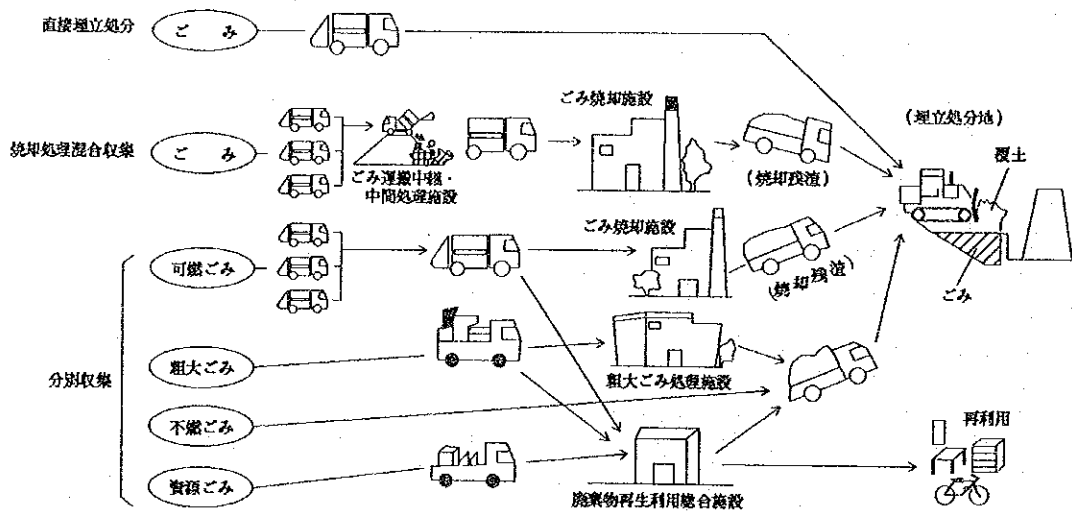 直接埋立処分
ご み
ごみ焼却施設
(埋立処分地)
覆土
焼却処理混合収集
ご み
ごみ運搬中継・
中間処理施設
(焼却残渣)
ごみ焼却施設
可燃ごみ
(焼却残渣)
ごみ
分別収集
粗大ごみ
粗大ごみ処理施設
不燃ごみ
再利用
資源ごみ
廃棄物再生利用総合施設